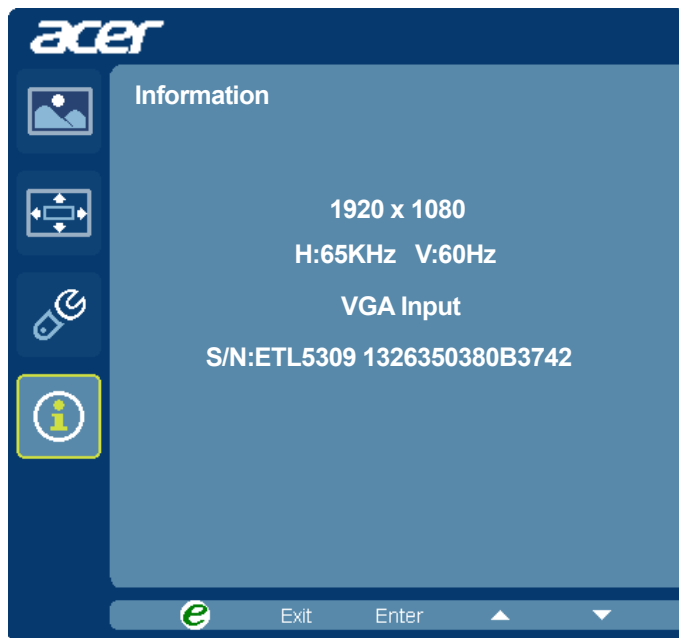 acer
Information
1920 x 1080
H:65KHz V:60Hz
VGA Input
S/N:ETL5309 1326350380B3742
e Exit Enter